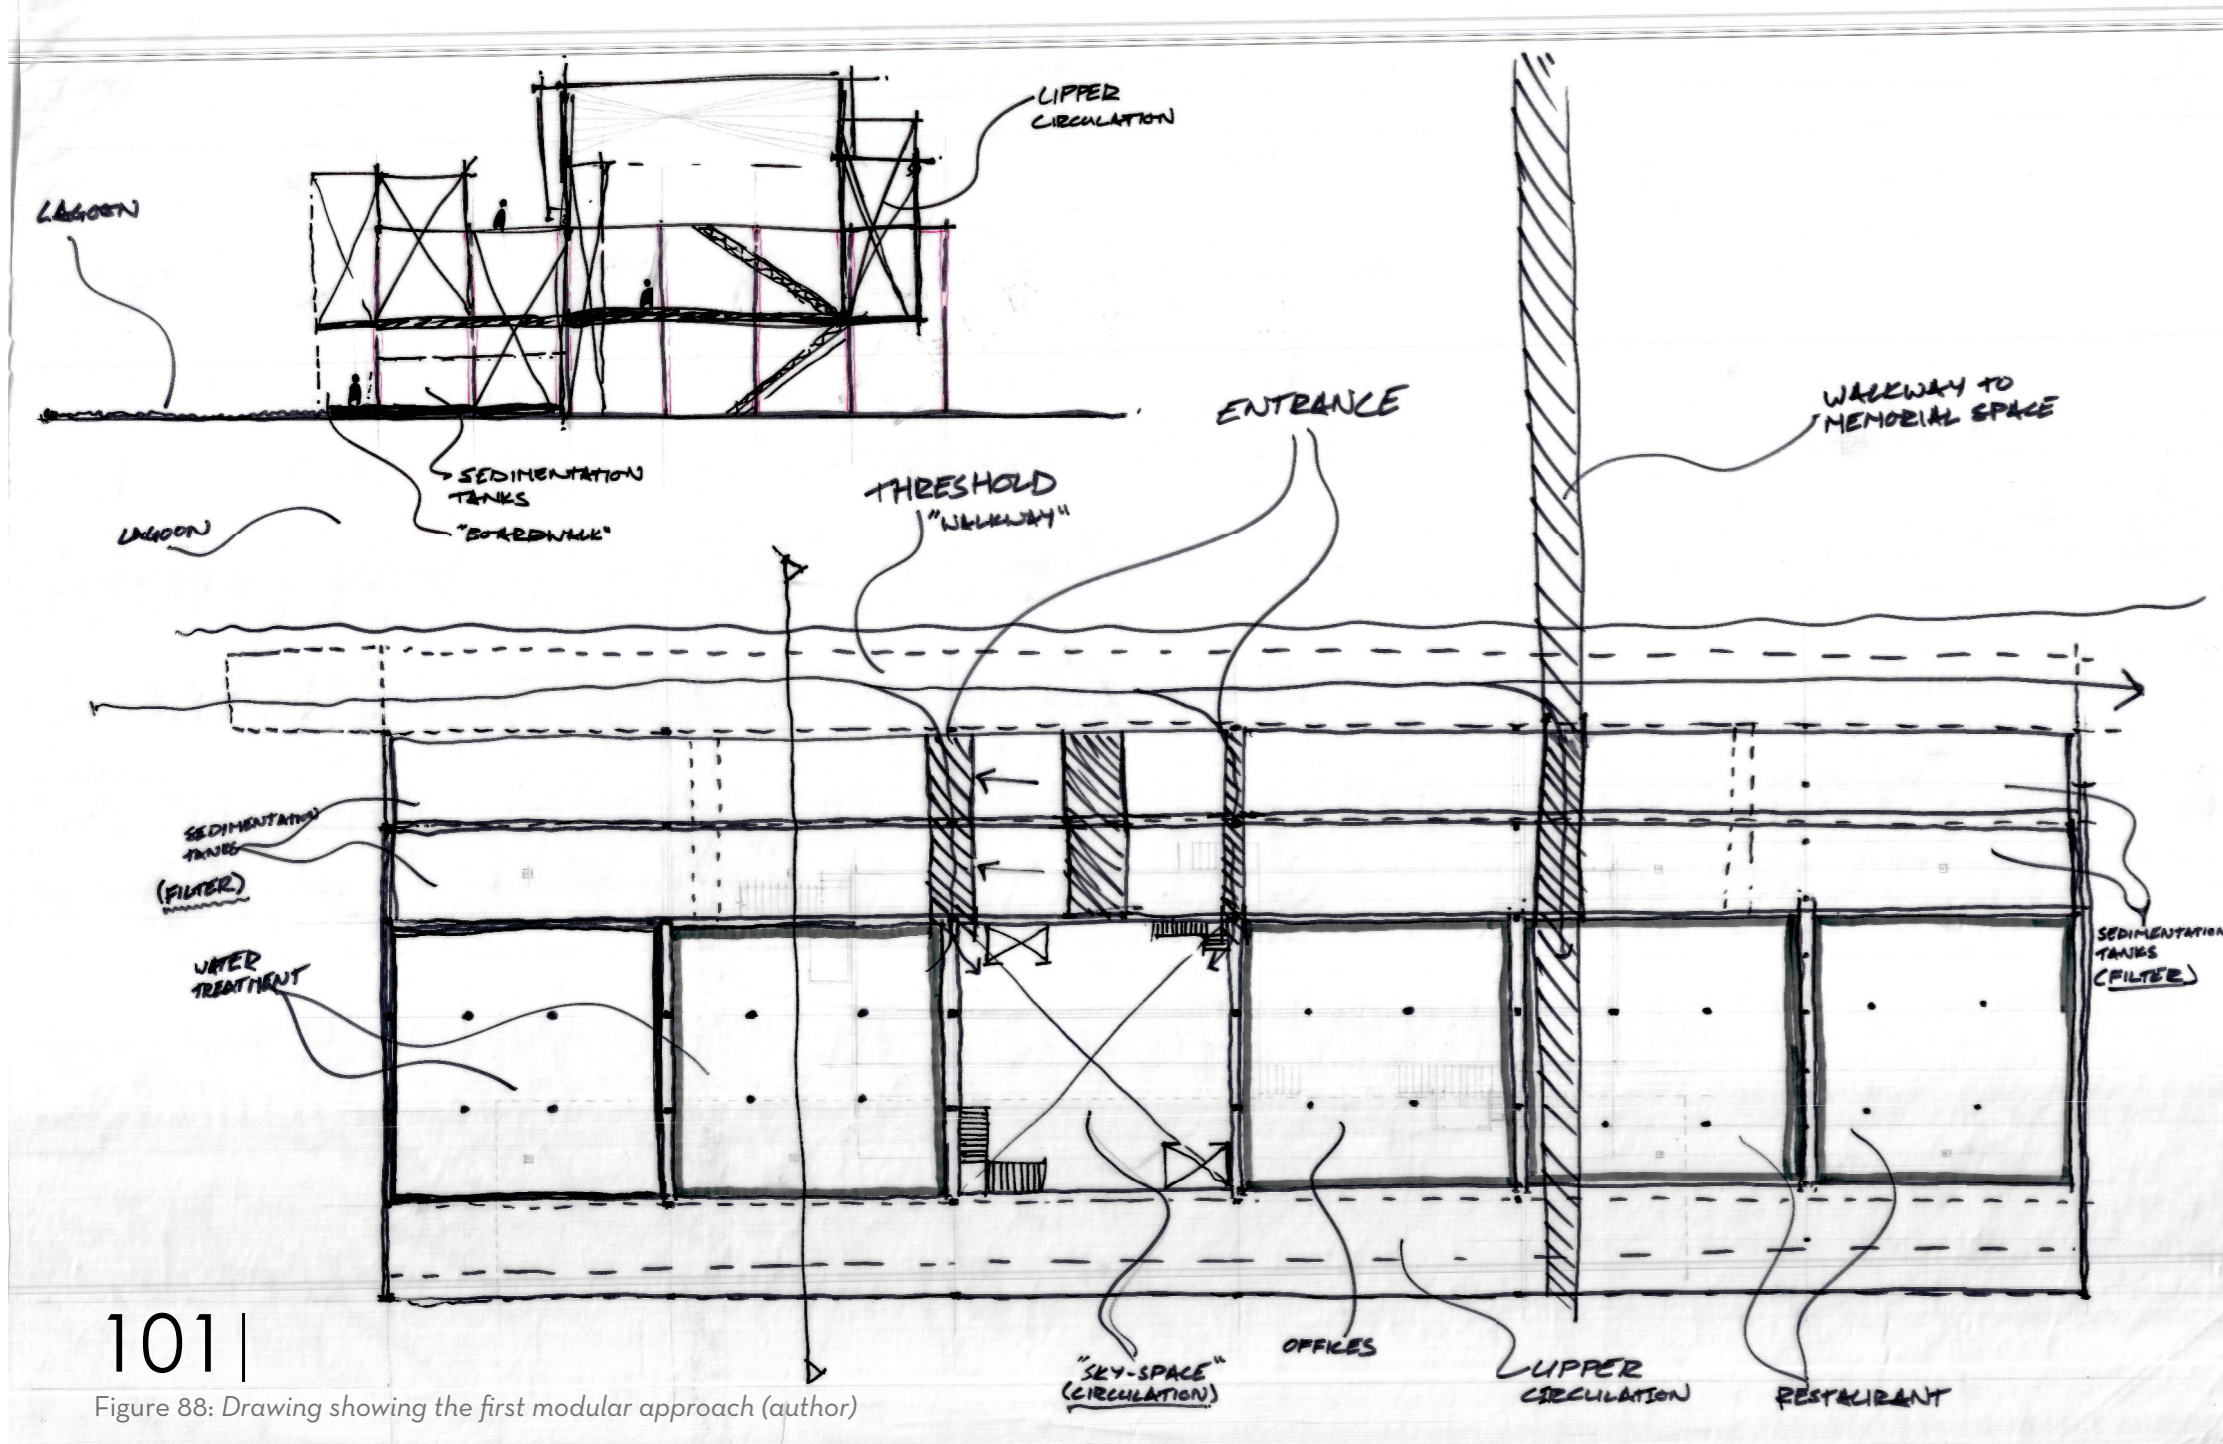 UPPER
CIRCULATION
LAGOON
SEDIMENTATION
TANKS
"BOARDWALK"
LAGOON
THRESHOLD
"WALKWAY"
ENTRANCE
WALKWAY TO
MEMORIAL SPACE
SEDIMENTATION
TANKS
(FILTER)
WATER
TREATMENT
SEDIMENTATION
TANKS
(FILTER)
"SKY-SPACE"
(CIRCULATION)
OFFICES
UPPER
CIRCULATION
RESTAURANT
101|
Figure 88: Drawing showing the first modular approach (author)